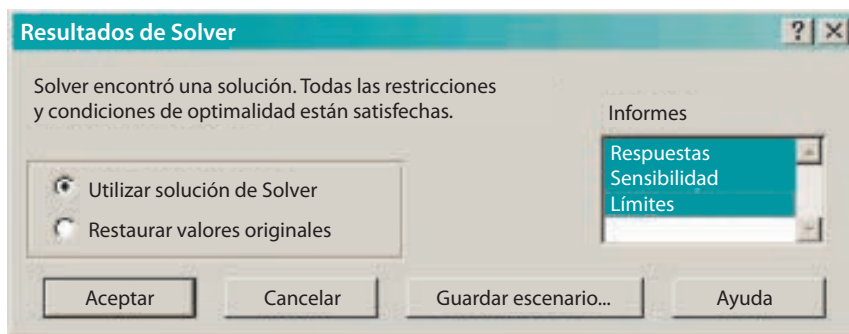 Resultados de Solver
Solver encontró una solución. Todas las restricciones
y condiciones de optimalidad están satisfechas.
Informes
Respuestas
Sensibilidad
Límites
Utilizar solución de Solver
Restaurar valores originales
Aceptar
Cancelar
Guardar escenario...
Ayuda